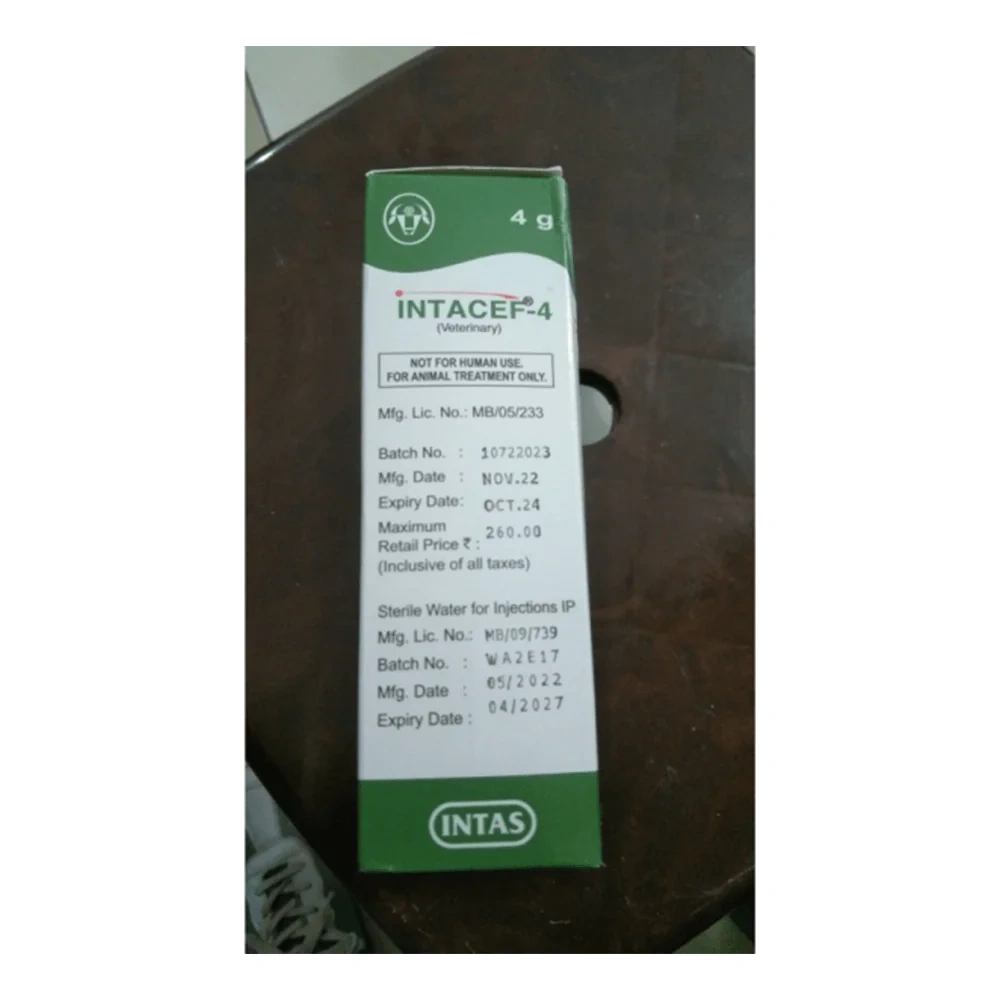 4 g
INTACEF®-4
(Veterinary)
NOT FOR HUMAN USE.
FOR ANIMAL TREATMENT ONLY.
Mfg. Lic. No.: MB/05/233
Batch No. : 10722023
Mfg. Date : NOV.22
Expiry Date: OCT.24
Maximum
Retail Price ₹ : 260.00
(Inclusive of all taxes)
Sterile Water for Injections IP
Mfg. Lic. No.: MB/09/739
Batch No. : WA2E17
Mfg. Date : 05/2022
Expiry Date : 04/2027
INTAS